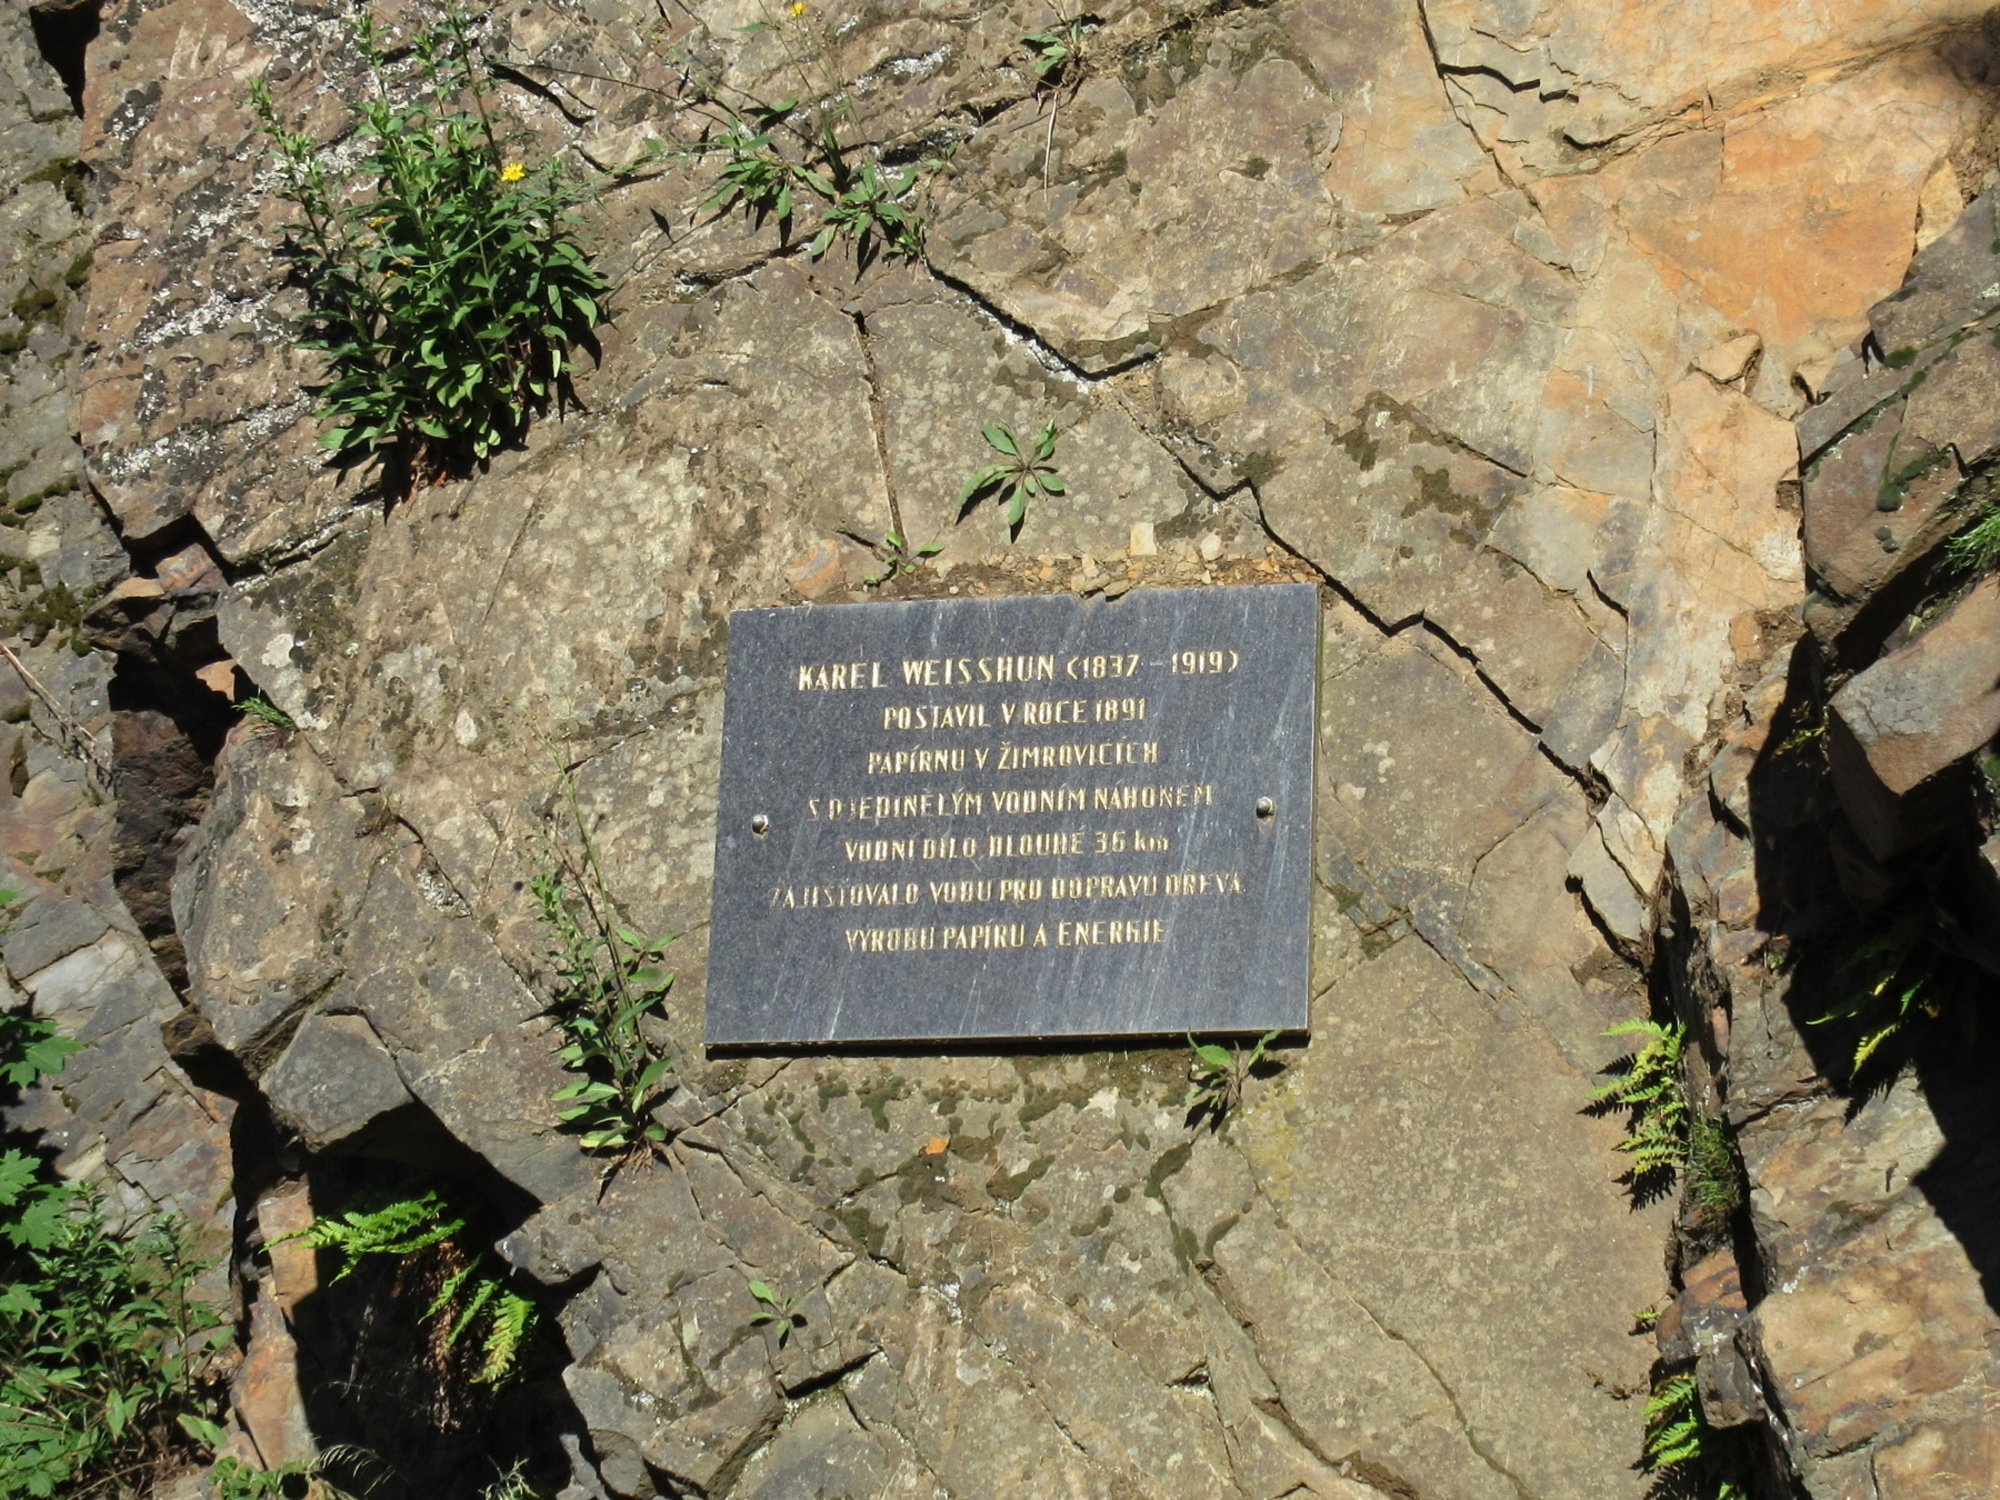 KAREL WEISSHUN (1837 - 1919)
POSTAVIL V ROCE 1891
PAPÍRNU V ŽIMROVICÍCH
S OJEDINĚLÝM VODNÍM NÁHONEM
VODNÍ DÍLO DLOUHÉ 36 km
ZAJIŠŤOVALO VODU PRO DOPRAVU DŘEVA,
VÝROBU PAPÍRU A ENERGIE